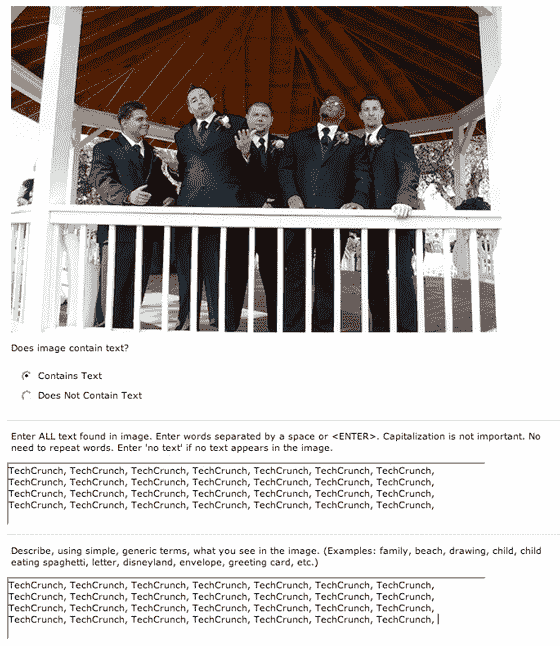 Does image contain text?
Contains Text
Does Not Contain Text
Enter ALL text found in image. Enter words separated by a space or <ENTER>. Capitalization is not important. No
need to repeat words. Enter 'no text' if no text appears in the image.
TechCrunch, TechCrunch, TechCrunch, TechCrunch, TechCrunch, TechCrunch, TechCrunch,
TechCrunch, TechCrunch, TechCrunch, TechCrunch, TechCrunch, TechCrunch, TechCrunch,
TechCrunch, TechCrunch, TechCrunch, TechCrunch, TechCrunch, TechCrunch, TechCrunch,
TechCrunch, TechCrunch, TechCrunch, TechCrunch, TechCrunch, TechCrunch, TechCrunch,
Describe, using simple, generic terms, what you see in the image. (Examples: family, beach, drawing, child, child
eating spaghetti, letter, disneyland, envelope, greeting card, etc.)
TechCrunch, TechCrunch, TechCrunch, TechCrunch, TechCrunch, TechCrunch, TechCrunch,
TechCrunch, TechCrunch, TechCrunch, TechCrunch, TechCrunch, TechCrunch, TechCrunch,
TechCrunch, TechCrunch, TechCrunch, TechCrunch, TechCrunch, TechCrunch, TechCrunch,
TechCrunch, TechCrunch, TechCrunch, TechCrunch, TechCrunch, TechCrunch, TechCrunch,